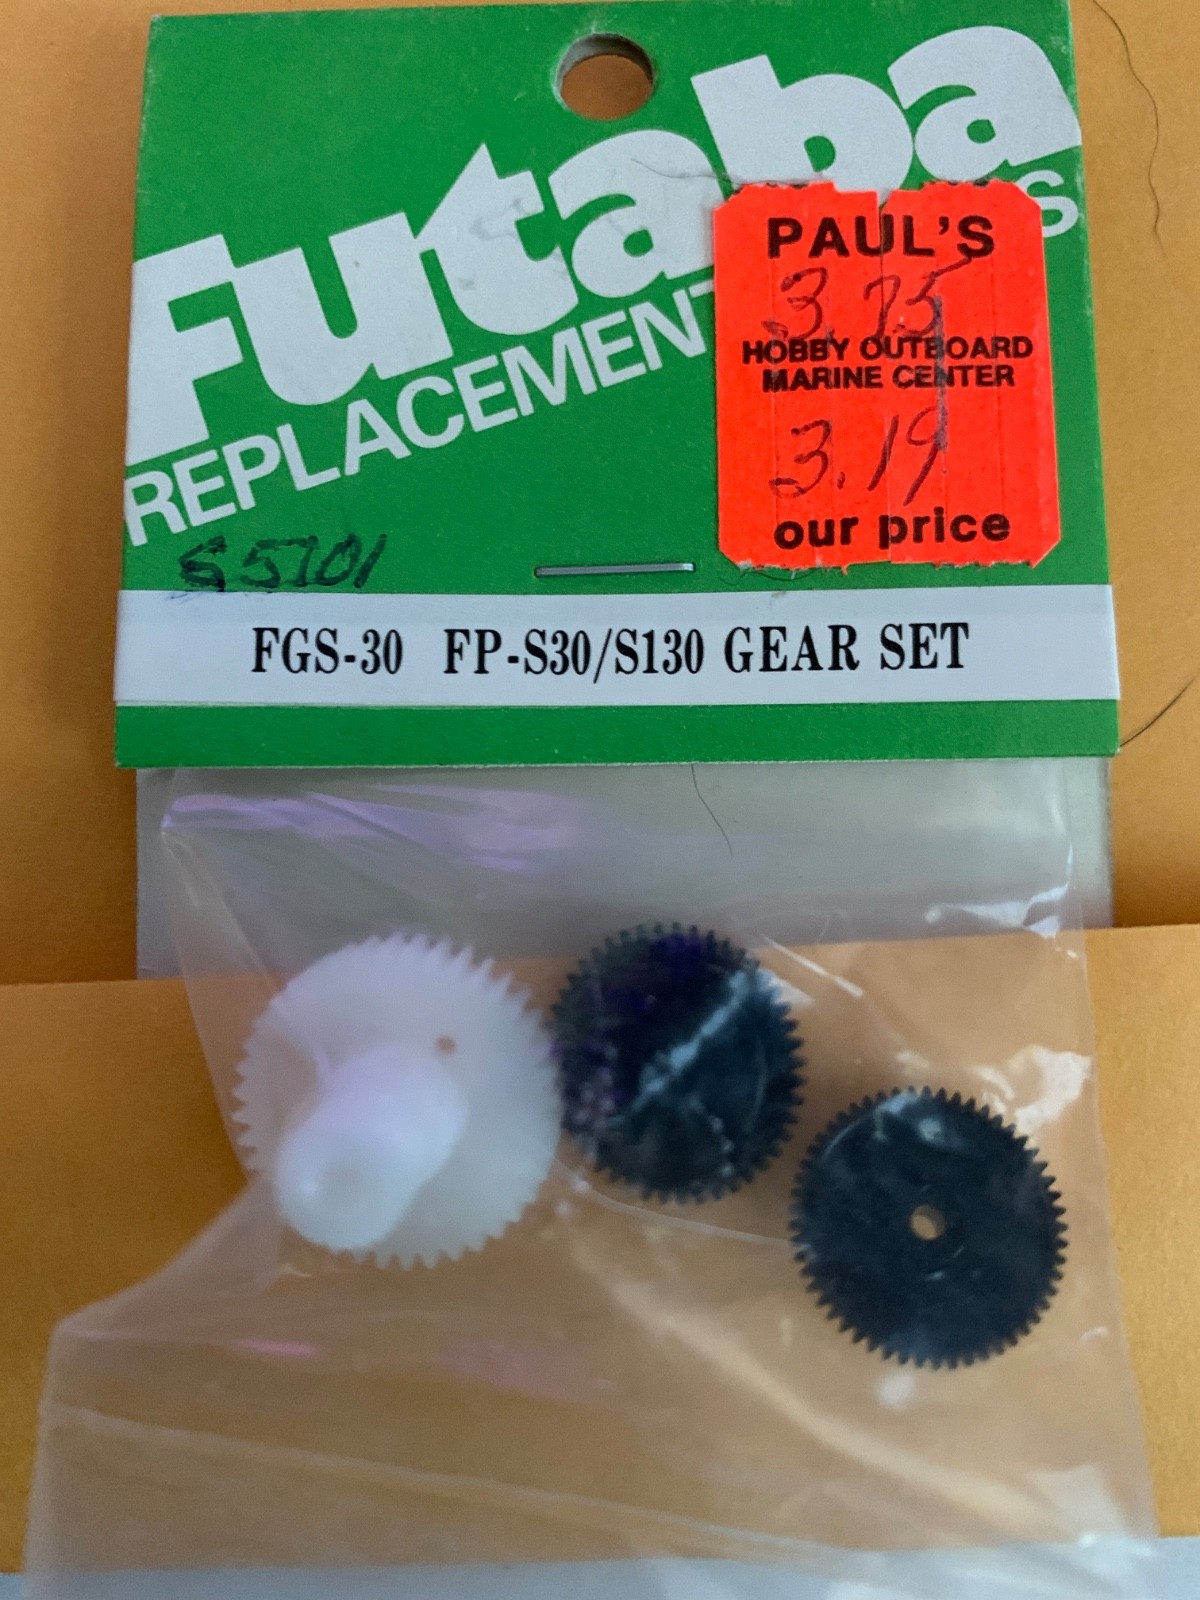 Futaba
REPLACEMENT
S
PAUL'S
3.75
HOBBY OUTBOARD
MARINE CENTER
3.19
our price
S5101
FGS-30 FP-S30/S130 GEAR SET